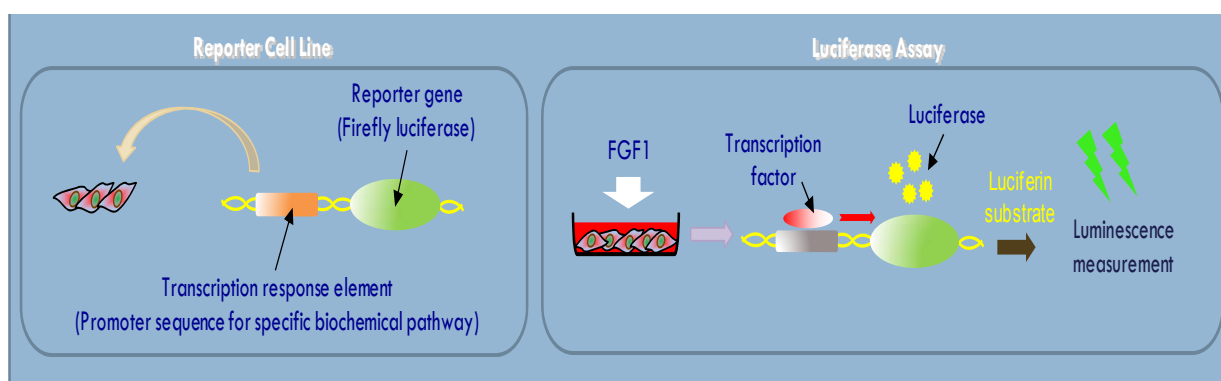 Reporter Cell Line
Reporter gene
(Firefly luciferase)
Transcription response element
(Promoter sequence for specific biochemical pathway)
Luciferase Assay
FGF1
Transcription
factor
Luciferase
Luciferin
substrate
Luminescence
measurement